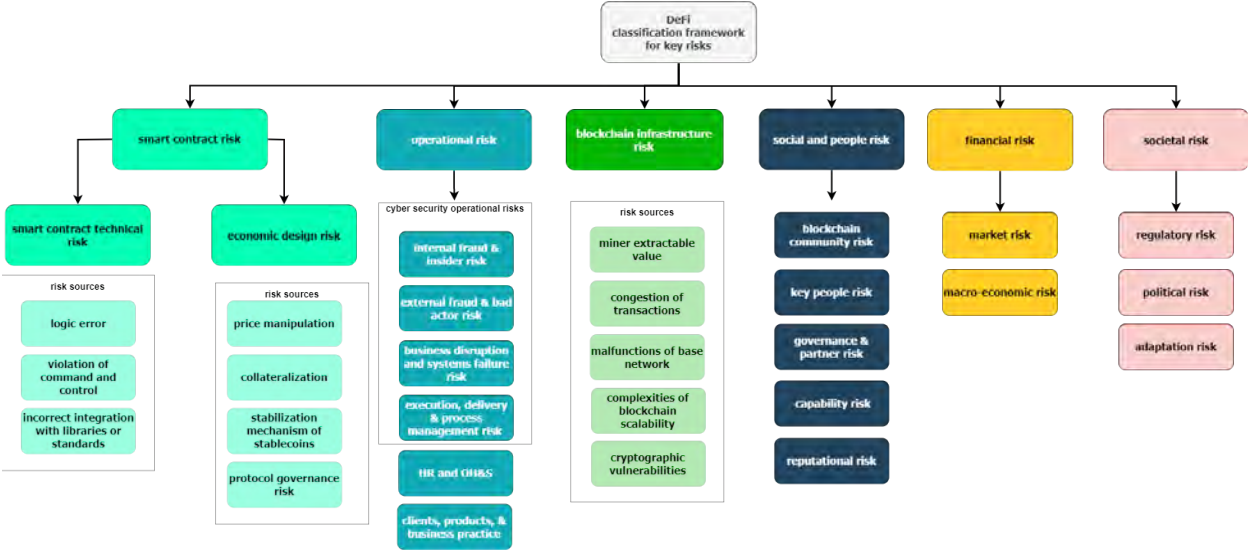 DeFi
classification framework
for key risks
smart contract risk
operational risk
blockchain infrastructure
risk
social and people risk
financial risk
societal risk
smart contract technical
risk
risk sources
logic error
violation of
command and
control
incorrect integration
with libraries or
standards
economic design risk
risk sources
price manipulation
collateralization
stabilization
mechanism of
stablecoins
protocol governance
risk
cyber security operational risks
internal fraud &
insider risk
external fraud & bad
actor risk
business disruption
and systems failure
risk
execution, delivery
& process
management risk
HR and OH&S
clients, products, &
business practice
risk sources
miner extractable
value
congestion of
transactions
malfunctions of base
network
complexities of
blockchain
scalability
cryptographic
vulnerabilities
blockchain
community risk
key people risk
governance &
partner risk
capability risk
reputational risk
market risk
macro-economic risk
regulatory risk
political risk
adaptation risk